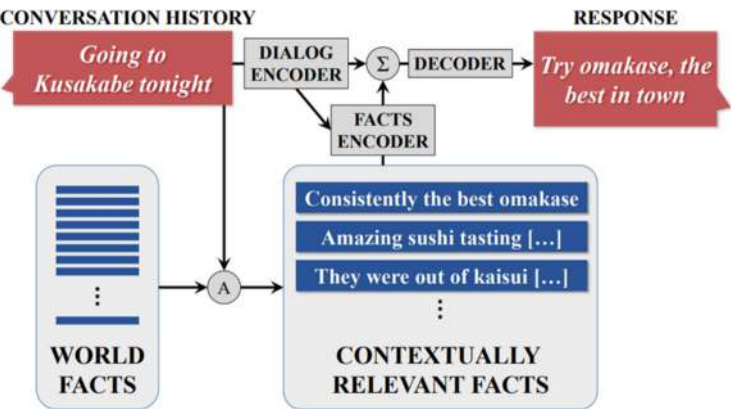 CONVERSATION HISTORY
Going to
Kusakabe tonight
DIALOG
ENCODER
Σ
DECODER
RESPONSE
Try omakase, the
best in town
FACTS
ENCODER
WORLD
FACTS
A
Consistently the best omakase
Amazing sushi tasting […]
They were out of kaisui […]
CONTEXTUALLY
RELEVANT FACTS